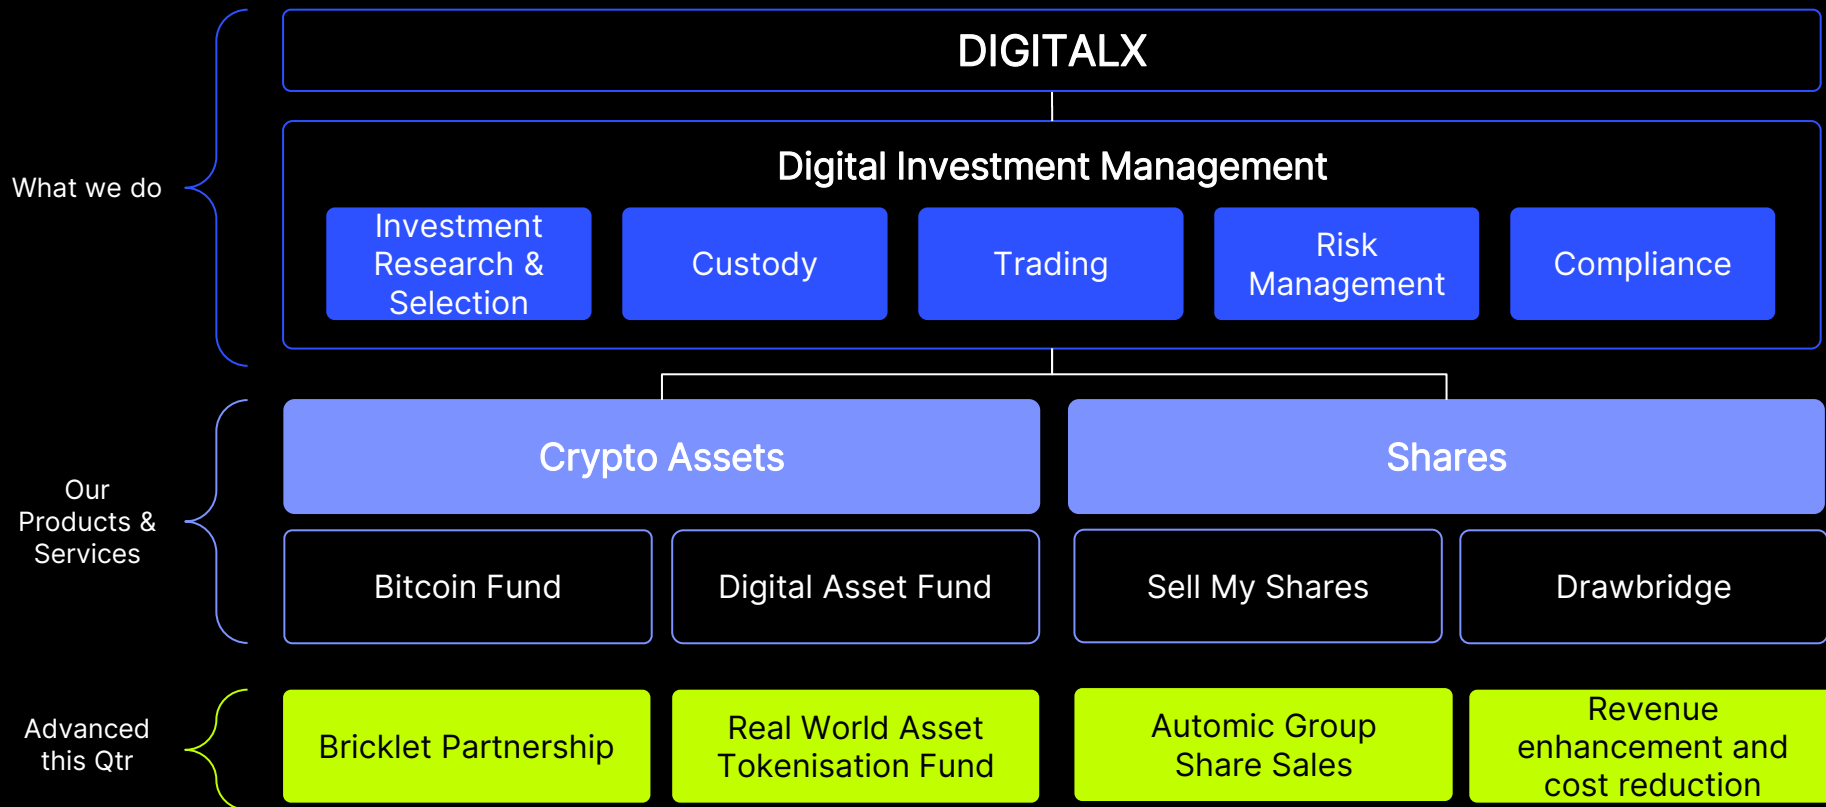 DIGITALX
What we do
Digital Investment Management
Investment
Research &
Selection
Custody
Trading
Risk
Management
Compliance
Our
Products &
Services
Crypto Assets
Shares
Bitcoin Fund
Digital Asset Fund
Sell My Shares
Drawbridge
Advanced
this Qtr
Bricklet Partnership
Real World Asset
Tokenisation Fund
Automic Group
Share Sales
Revenue
enhancement and
cost reduction